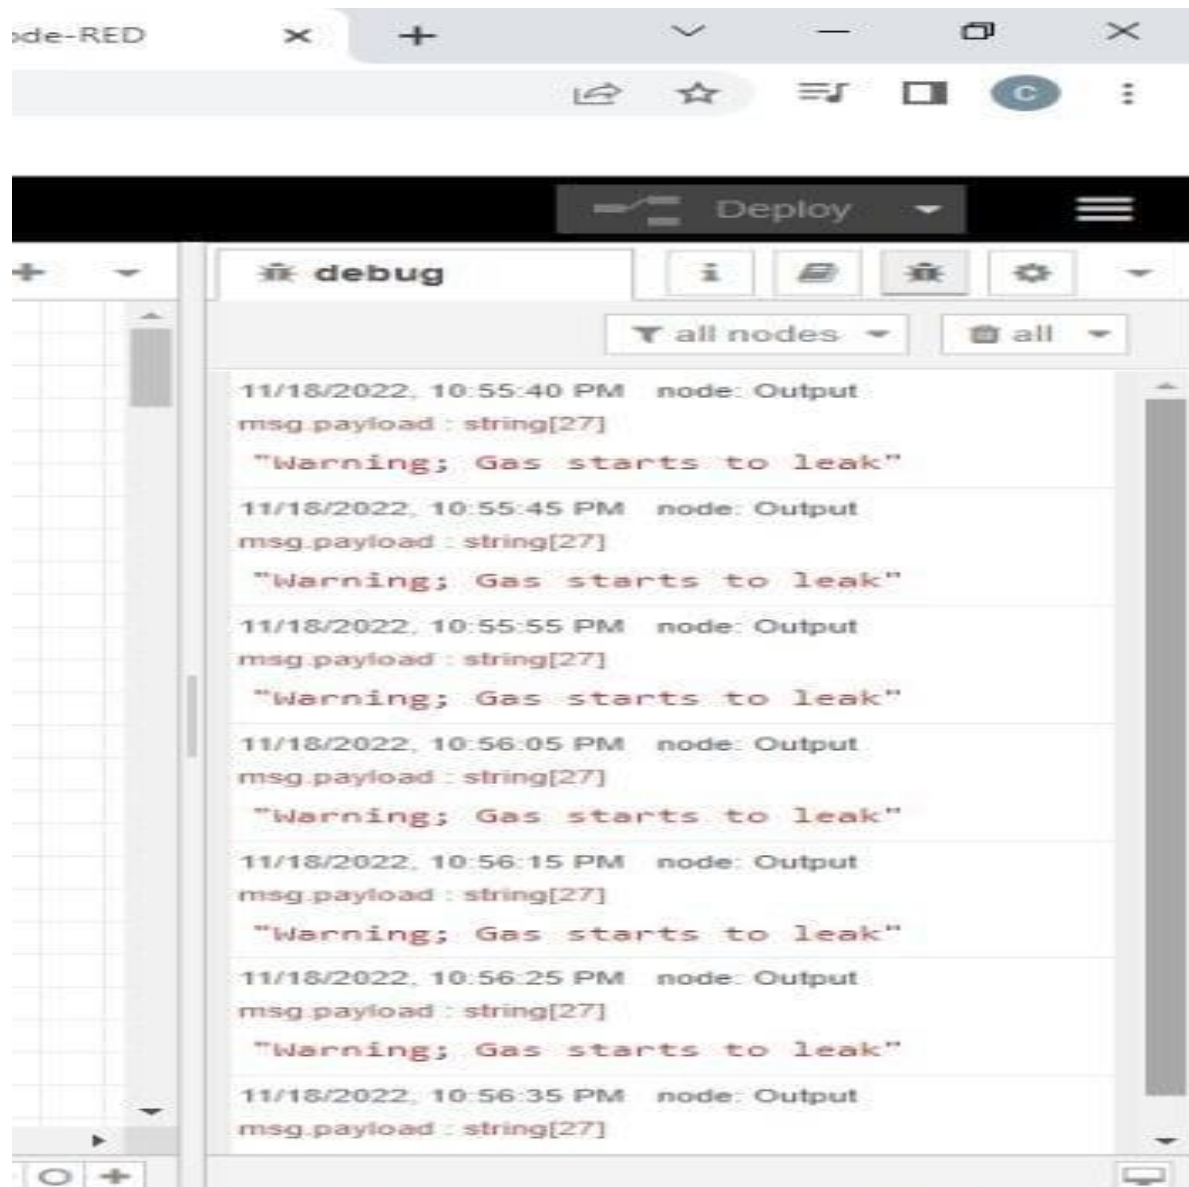 ode-RED
C
Deploy
debug
i
all nodes
all
11/18/2022, 10:55:40 PM node: Output
msg.payload : string[27]
"Warning; Gas starts to leak"
11/18/2022, 10:55:45 PM node: Output
msg.payload : string[27]
"Warning; Gas starts to leak"
11/18/2022, 10:55:55 PM node: Output
msg.payload : string[27]
"Warning; Gas starts to leak"
11/18/2022, 10:56:05 PM node: Output
msg.payload : string[27]
"Warning; Gas starts to leak"
11/18/2022, 10:56:15 PM node: Output
msg.payload : string[27]
"Warning; Gas starts to leak"
11/18/2022, 10:56:25 PM node: Output
msg.payload : string[27]
"Warning; Gas starts to leak"
11/18/2022, 10:56:35 PM node: Output
msg.payload : string[27]